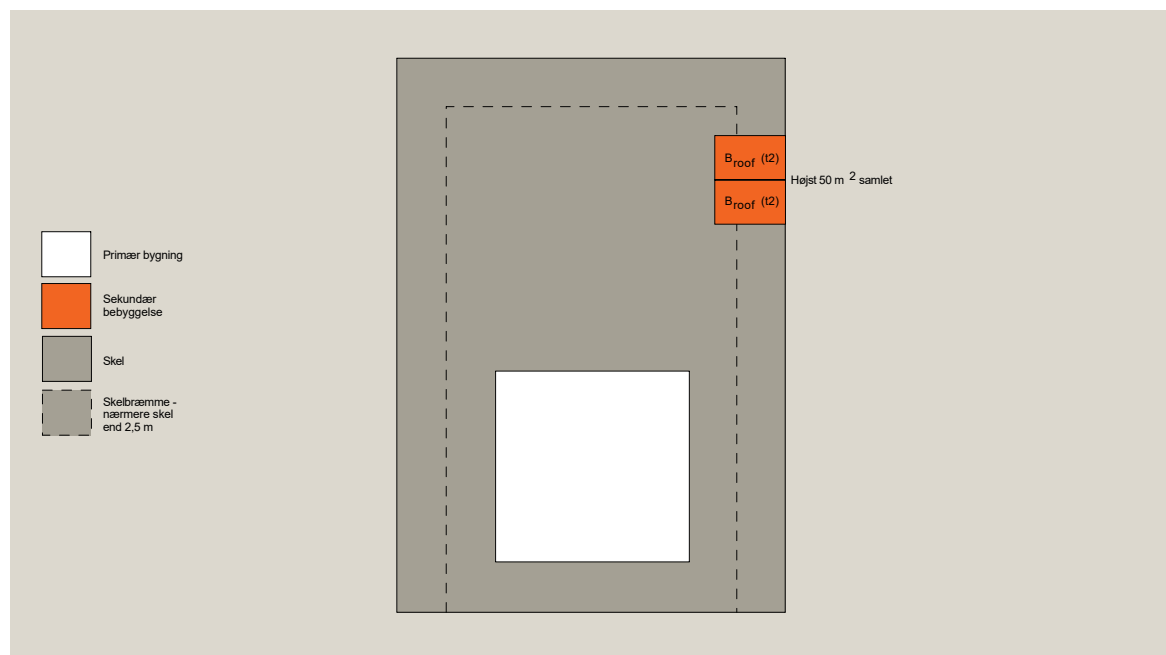 Primær bygning
Sekundær
bebyggelse
Skel
Skelbræmme -
nærmere skel
end 2,5 m
Broof (t2)
Broof (t2)
Højst 50 m 2 samlet